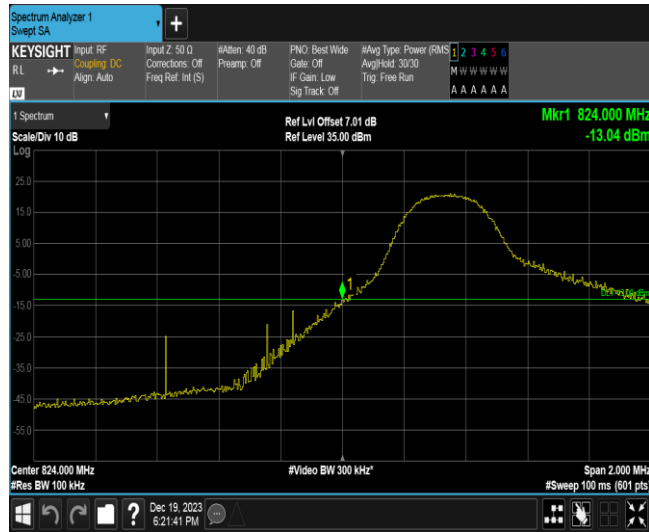 Spectrum Analyzer 1
Swept SA
+
KEYSIGHT Input: RF Input Z: 50 Ω #Atten: 40 dB PNO: Best Wide #Avg Type: Power (RMS 1 2 3 4 5 6
RL Coupling: DC Corrections: Off Preamp: Off Gate: Off Avg|Hold: 30/30 M W W W W W
Align: Auto Freq Ref: Int (S) IF Gain: Low Trig: Free Run
LXI Sig Track: Off A A A A A A
1 Spectrum Ref Lvl Offset 7.01 dB Mkr1 824.000 MHz
Scale/Div 10 dB Ref Level 35.00 dBm -13.04 dBm
Log
25.0
15.0
5.00
-5.00
1
-15.0
-25.0
-35.0
-45.0
-55.0
Center 824.000 MHz #Video BW 300 kHz* Span 2.000 MHz
#Res BW 100 kHz #Sweep 100 ms (601 pts)
? Dec 19, 2023
6:21:41 PM